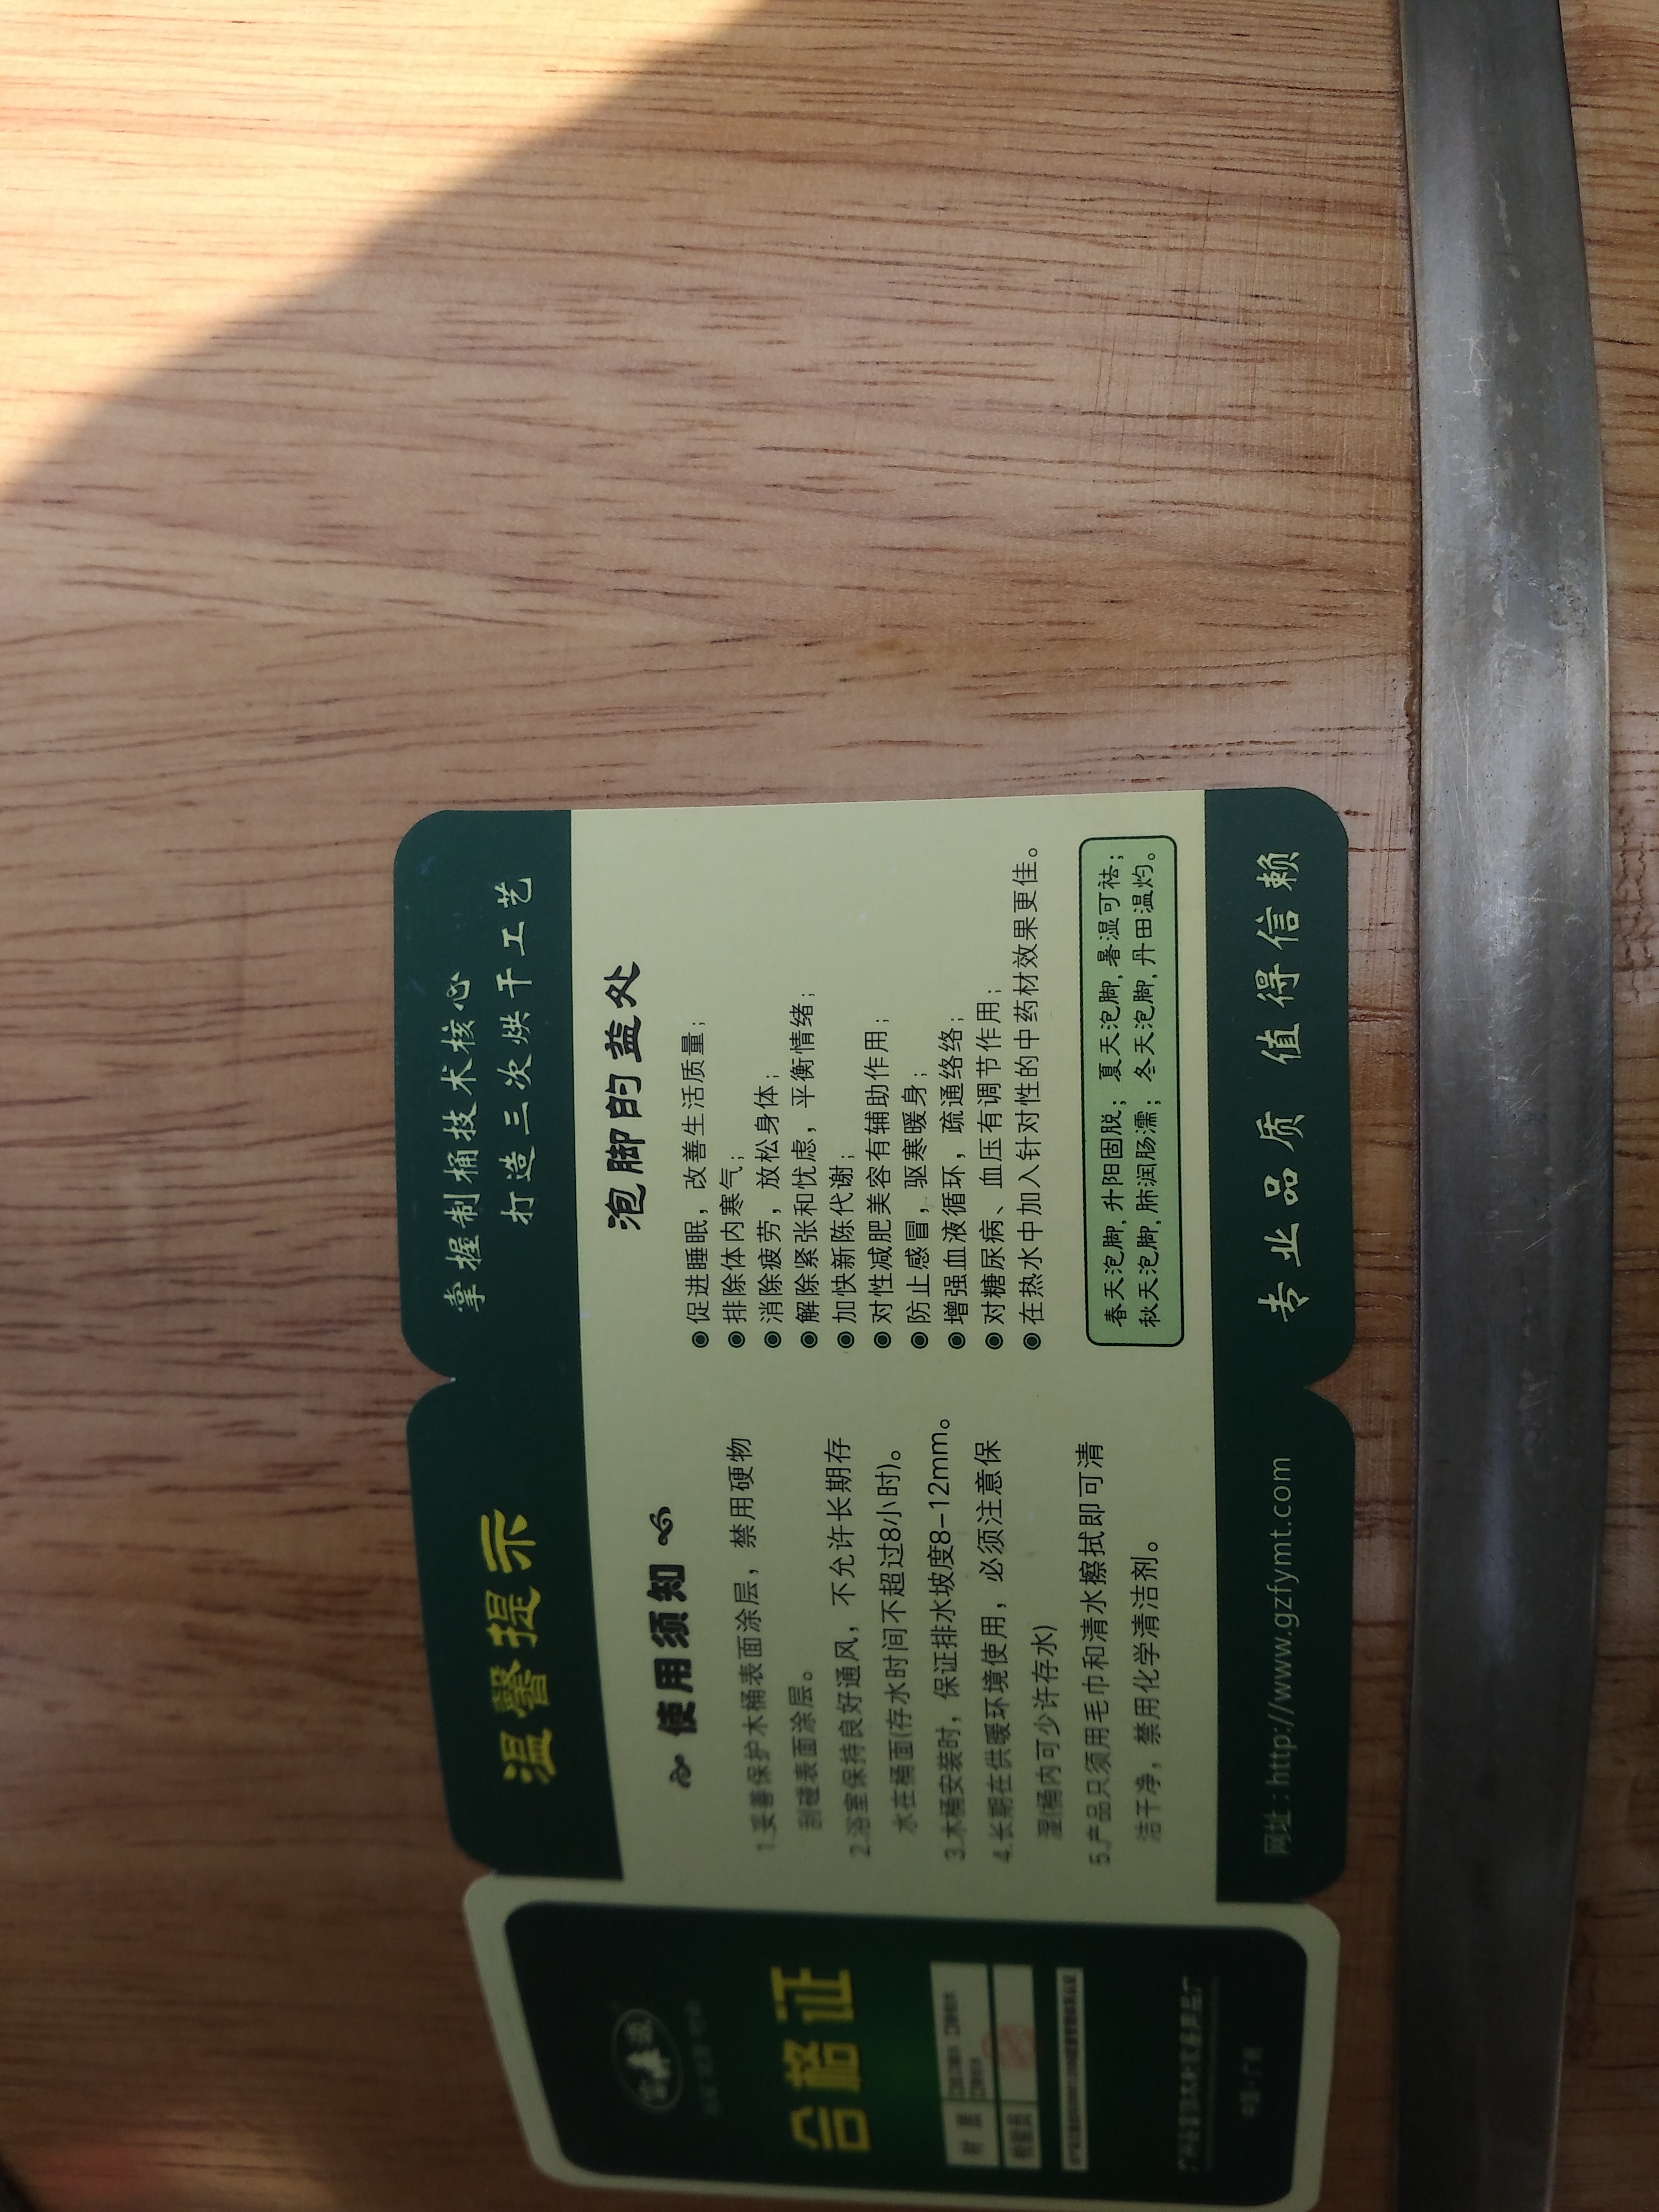 合格证
温馨提示
使用须知
1.妥善保护木桶表面涂层，禁用硬物
刮碰表面涂层。
2.浴室保持良好通风，不允许长期存
水在桶面(存水时间不超过8小时)。
3.木桶安装时，保证排水坡度8-12mm。
4.长期在供暖环境使用，必须注意保
湿(桶内可少许存水)
5.产品只须用毛巾和清水擦拭即可清
洁干净，禁用化学清洁剂。
网址：http://www.gzfymt.com
掌握制桶技术核心
打造三次烘干工艺
泡脚的益处
促进睡眠，改善生活质量；
排除体内寒气；
消除疲劳，放松身体；
解除紧张和忧虑，平衡情绪；
加快新陈代谢；
对性减肥美容有辅助作用；
防止感冒，驱寒暖身；
增强血液循环，疏通络络；
对糖尿病、血压有调节作用；
在热水中加入针对性的中药材效果更佳。
春天泡脚,升阳固脱；夏天泡脚,暑湿可祛；
秋天泡脚,肺润肠濡；冬天泡脚,丹田温灼。
专业品质 值得信赖